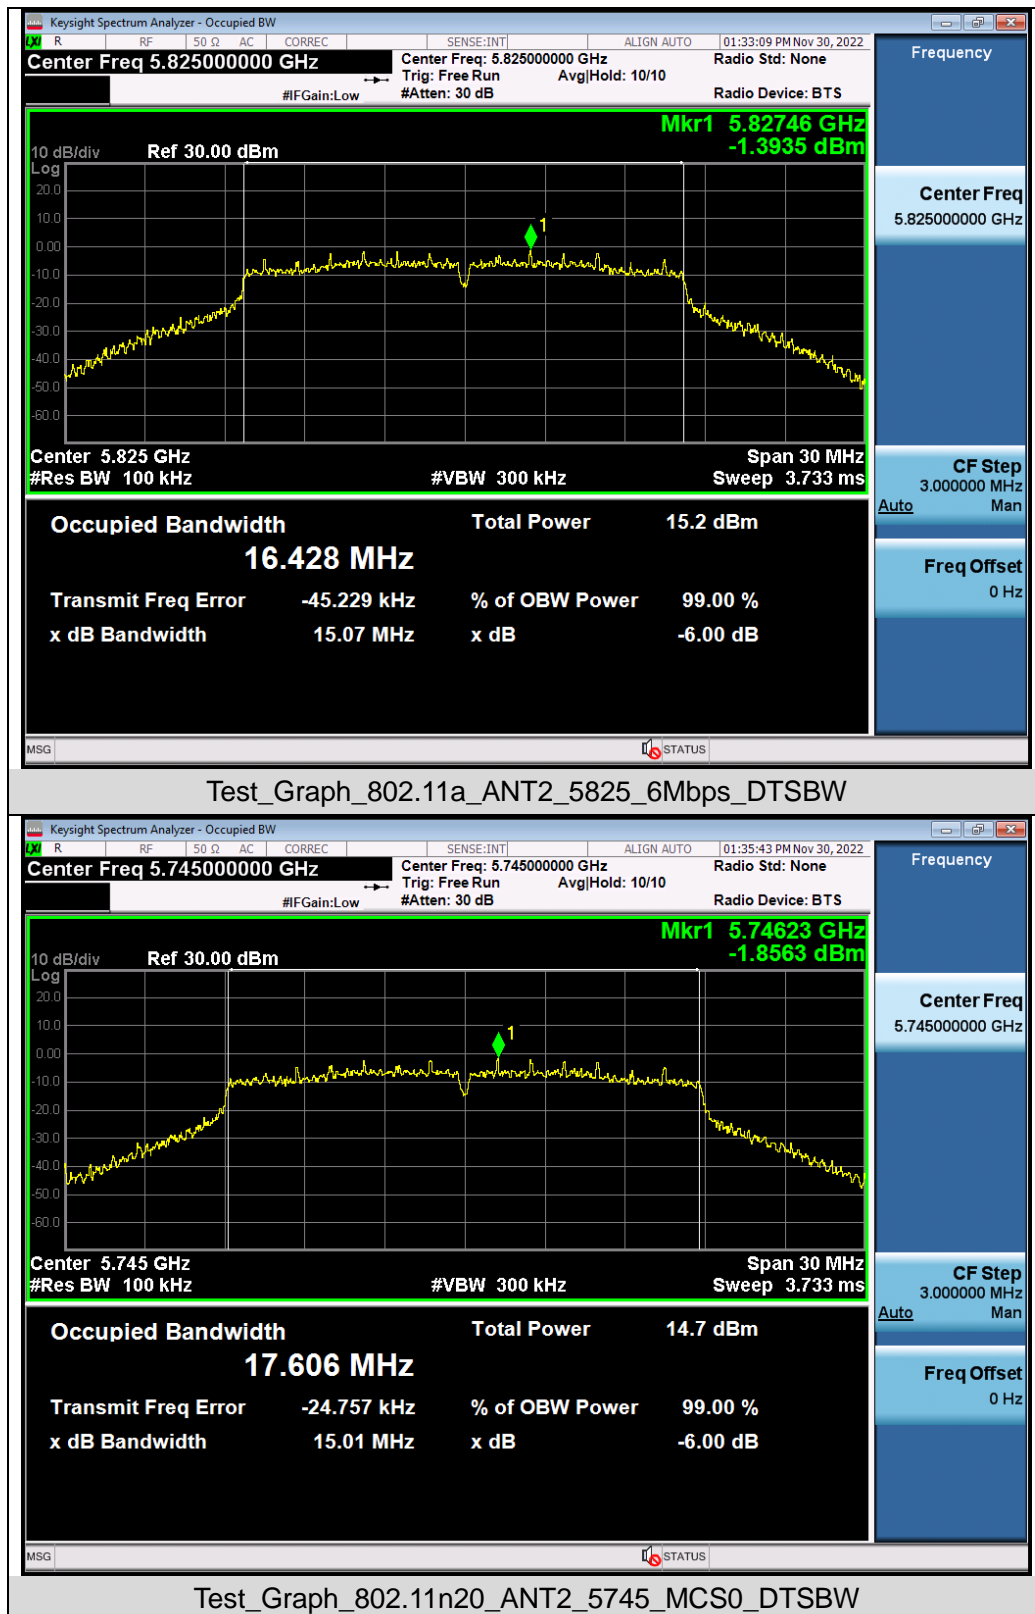 Keysight Spectrum Analyzer - Occupied BW
LXI R RF 50 Ω AC CORREC SENSE:INT ALIGN AUTO 01:33:09 PM Nov 30, 2022
Center Freq 5.825000000 GHz
Center Freq: 5.825000000 GHz
Radio Std: None
Trig: Free Run Avg|Hold: 10/10
#IFGain:Low
#Atten: 30 dB
Radio Device: BTS
Frequency
Mkr1 5.82746 GHz
-1.3935 dBm
10 dB/div Ref 30.00 dBm
Log
20.0
10.0
0.00
-10.0
-20.0
-30.0
-40.0
-50.0
-60.0
1
Center Freq
5.825000000 GHz
Center 5.825 GHz
Span 30 MHz
#Res BW 100 kHz
#VBW 300 kHz
Sweep 3.733 ms
CF Step
3.000000 MHz
Auto Man
Freq Offset
0 Hz
Occupied Bandwidth
Total Power 15.2 dBm
16.428 MHz
Transmit Freq Error -45.229 kHz
% of OBW Power 99.00 %
x dB Bandwidth 15.07 MHz
x dB -6.00 dB
MSG STATUS
Test_Graph_802.11a_ANT2_5825_6Mbps_DTSBW
Keysight Spectrum Analyzer - Occupied BW
LXI R RF 50 Ω AC CORREC SENSE:INT ALIGN AUTO 01:35:43 PM Nov 30, 2022
Center Freq 5.745000000 GHz
Center Freq: 5.745000000 GHz
Radio Std: None
Trig: Free Run Avg|Hold: 10/10
#IFGain:Low
#Atten: 30 dB
Radio Device: BTS
Frequency
Mkr1 5.74623 GHz
-1.8563 dBm
10 dB/div Ref 30.00 dBm
Log
20.0
10.0
0.00
-10.0
-20.0
-30.0
-40.0
-50.0
-60.0
1
Center Freq
5.745000000 GHz
Center 5.745 GHz
Span 30 MHz
#Res BW 100 kHz
#VBW 300 kHz
Sweep 3.733 ms
CF Step
3.000000 MHz
Auto Man
Freq Offset
0 Hz
Occupied Bandwidth
Total Power 14.7 dBm
17.606 MHz
Transmit Freq Error -24.757 kHz
% of OBW Power 99.00 %
x dB Bandwidth 15.01 MHz
x dB -6.00 dB
MSG STATUS
Test_Graph_802.11n20_ANT2_5745_MCS0_DTSBW